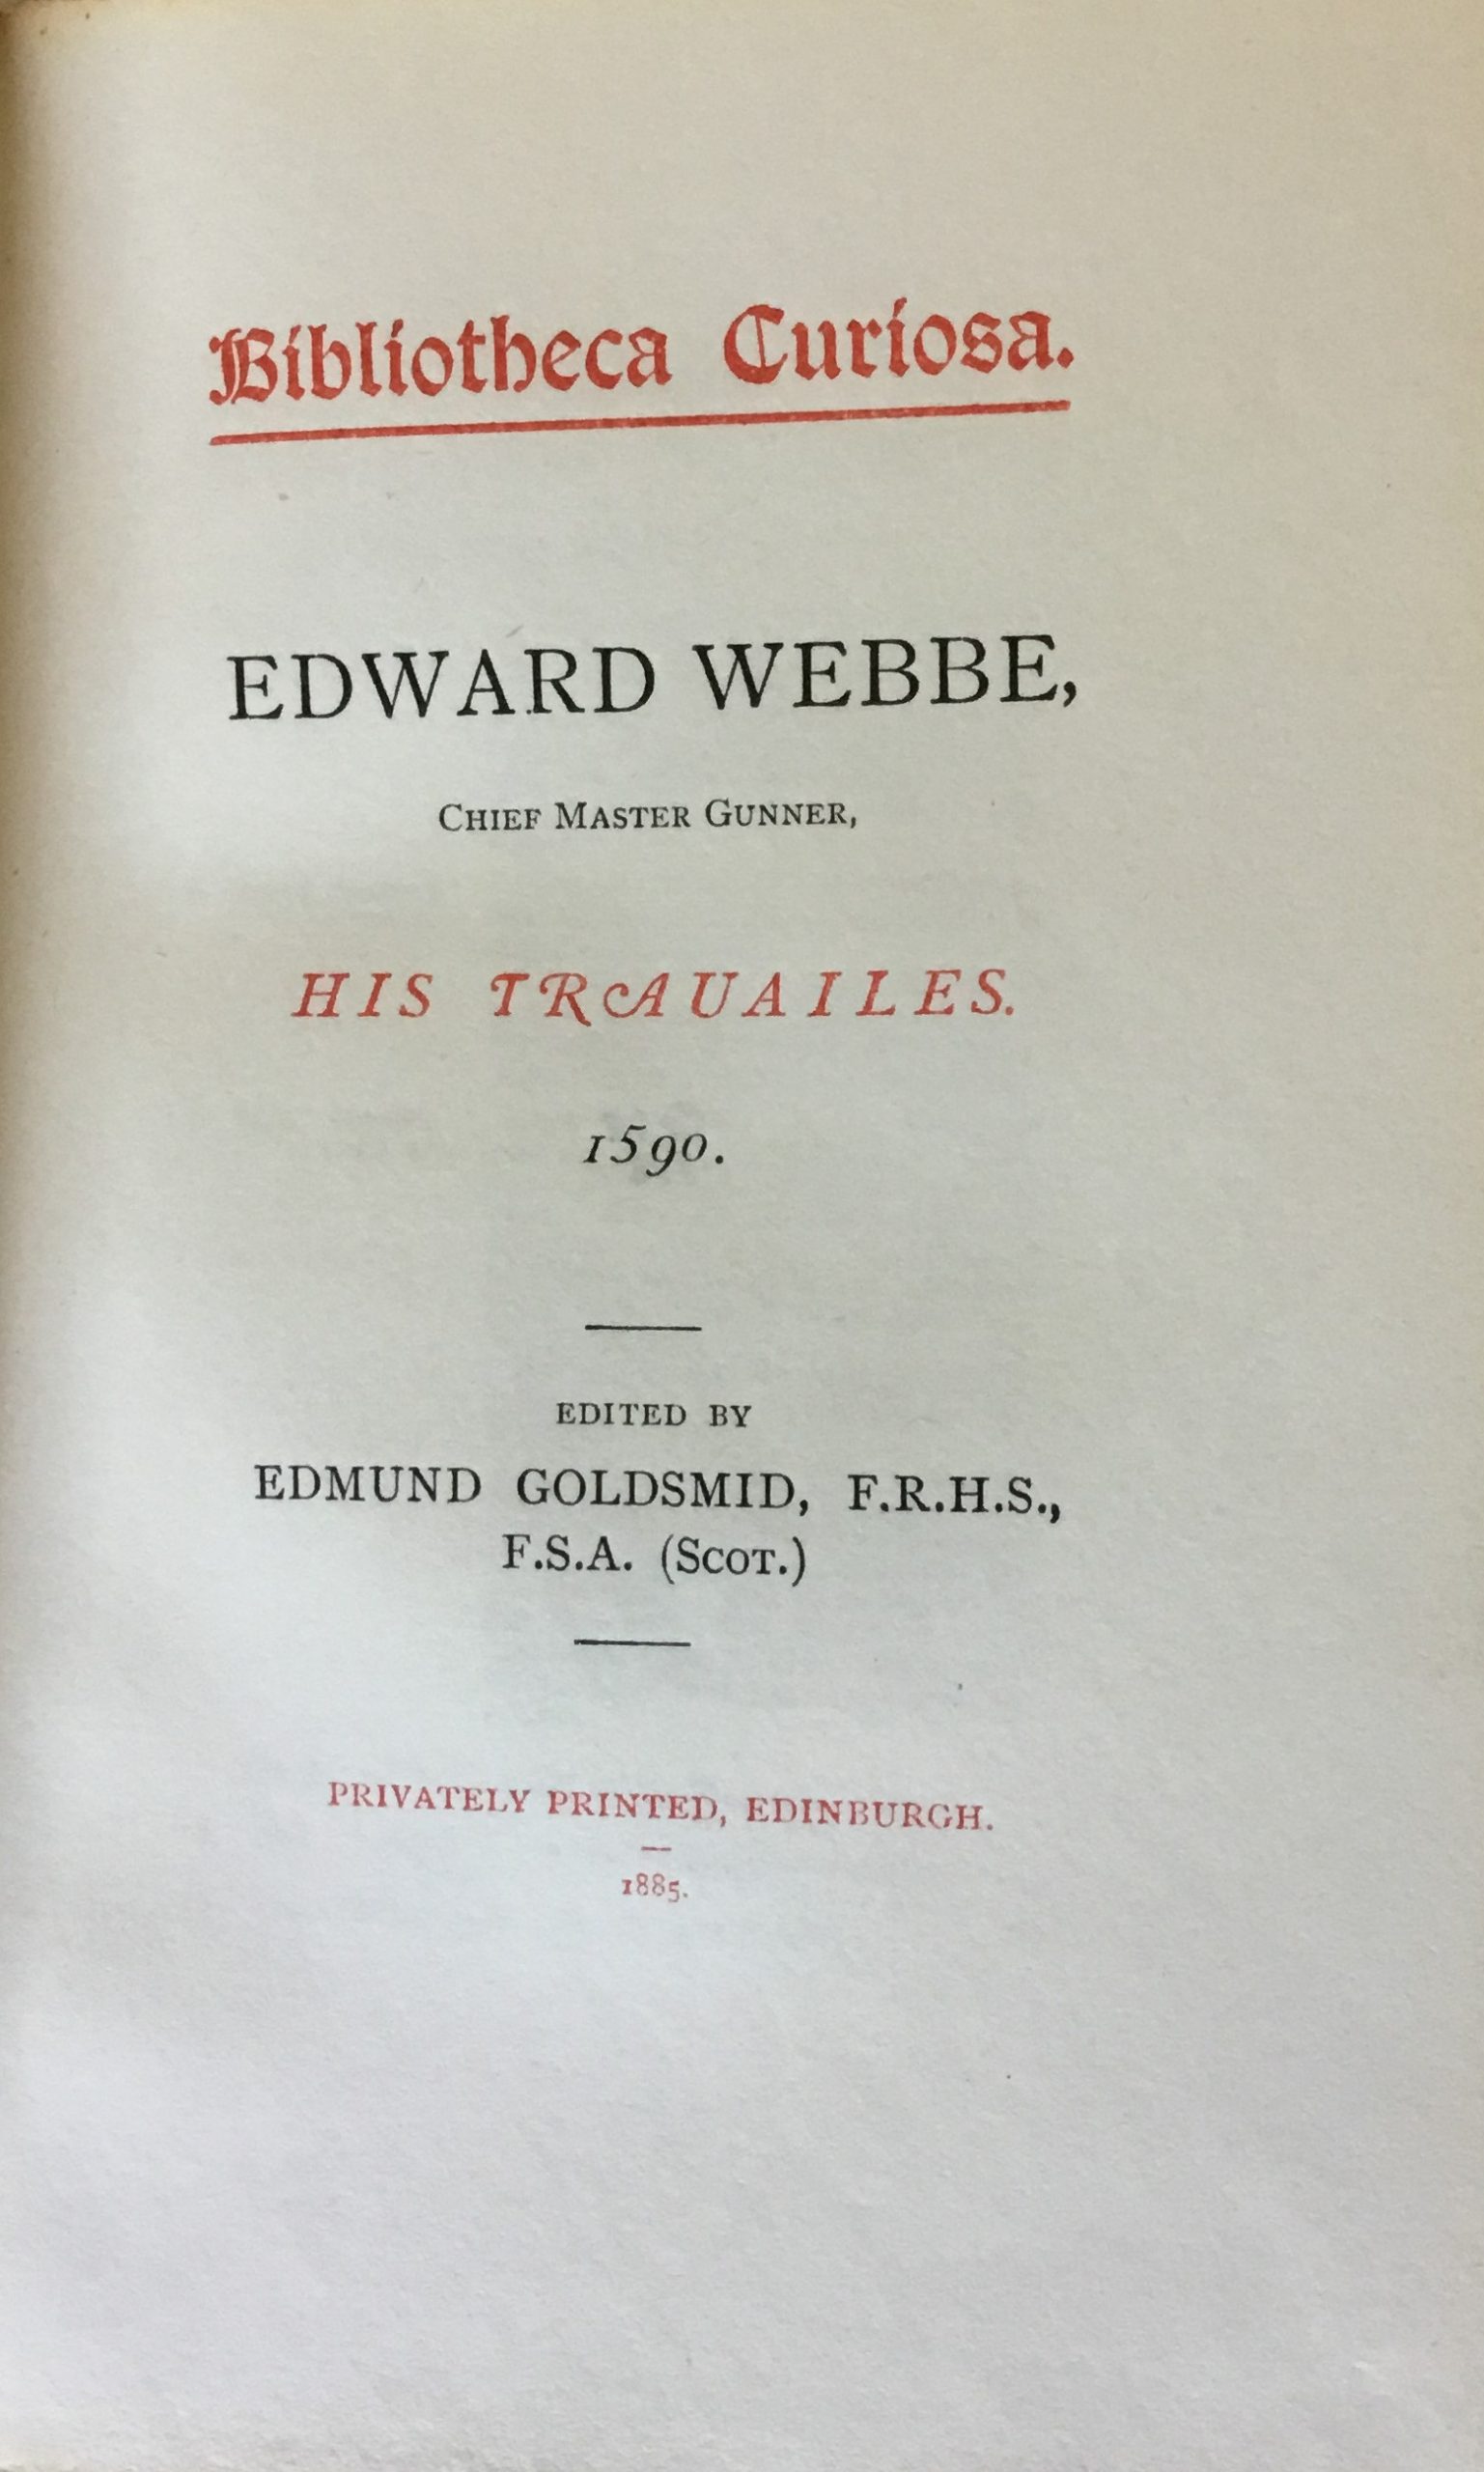 Bibliotheca Curiosa.
EDWARD WEBBE,
CHIEF MASTER GUNNER,
HIS TRAUAILES.
1590.
EDITED BY
EDMUND GOLDSMID, F.R.H.S.,
F.S.A. (SCOT.)
PRIVATELY PRINTED, EDINBURGH.
1885.